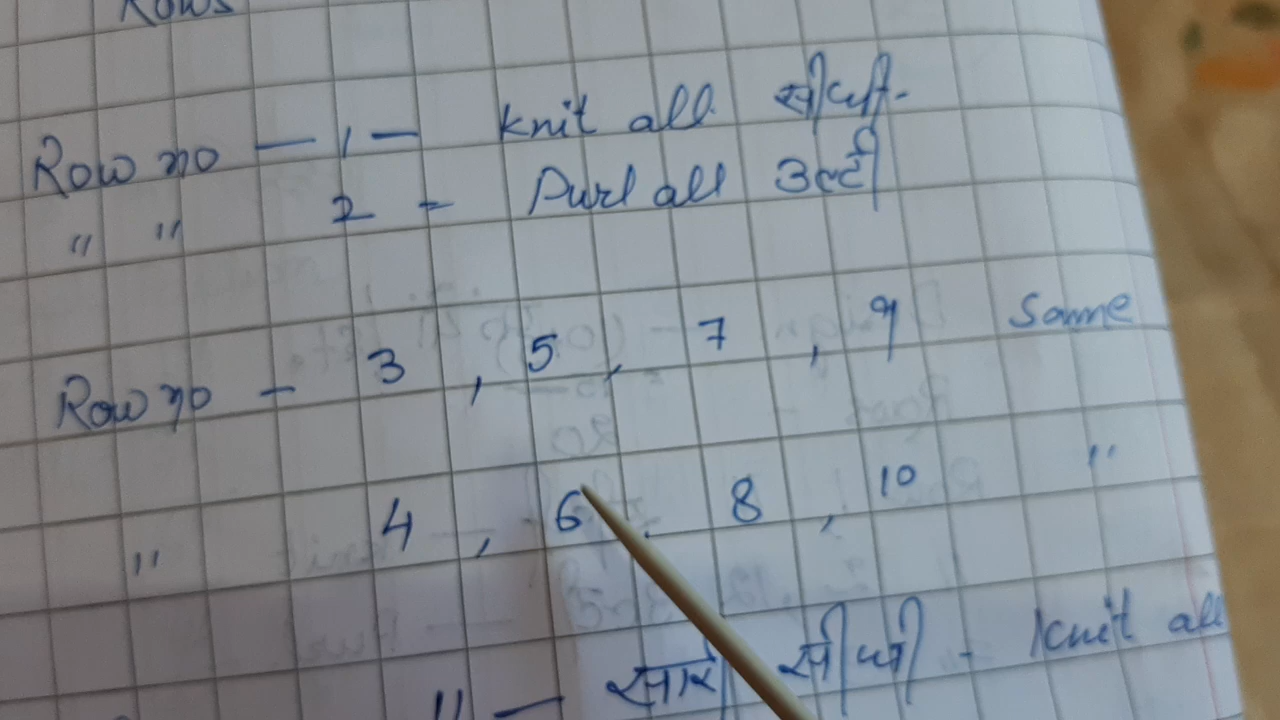 Rows
Row no — 1 — Knit all सीधी.
" " 2 - Purl all उल्टी
Row no - 3 , 5 , 7 , 9 Same
" 4 , 6 , 8 , 10 "
11 — सारे सीधी - Knit all